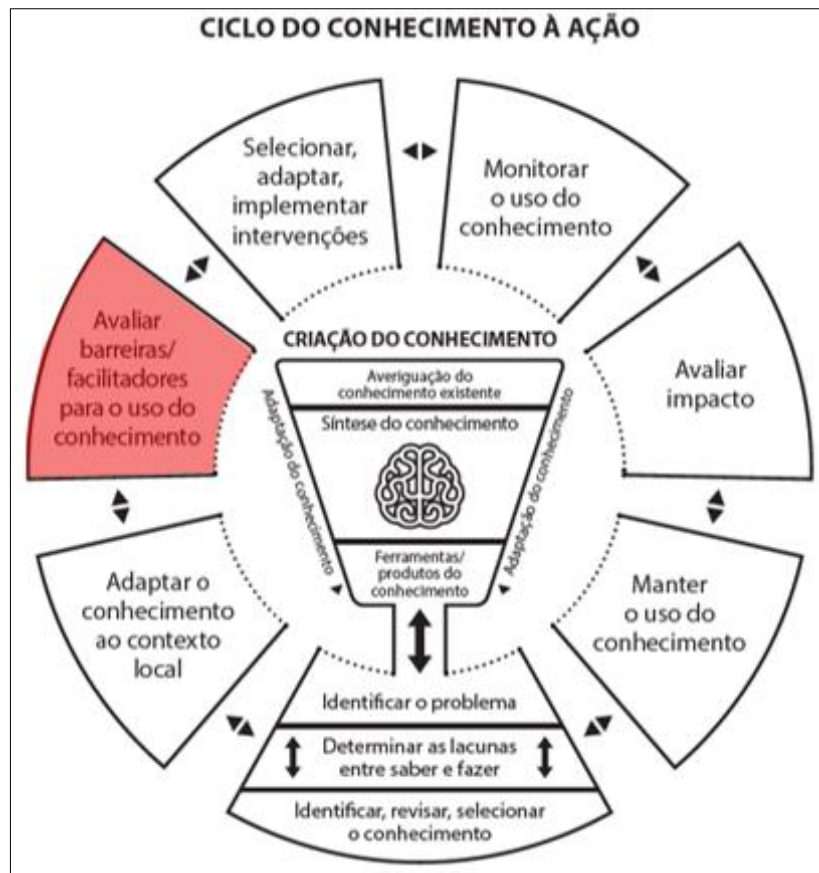 CICLO DO CONHECIMENTO À AÇÃO
Selecionar,
adaptar,
implementar
intervenções
Monitorar
o uso do
conhecimento
Avaliar
barreiras/
facilitadores
para o uso do
conhecimento
Avaliar
impacto
CRIAÇÃO DO CONHECIMENTO
Averiguação do
conhecimento existente
Síntese do conhecimento
Ferramentas/
produtos do
conhecimento
Adaptação do conhecimento
Adaptação do conhecimento
Adaptar o
conhecimento
ao contexto
local
Manter
o uso do
conhecimento
Identificar o problema
Determinar as lacunas
entre saber e fazer
Identificar, revisar, selecionar
o conhecimento